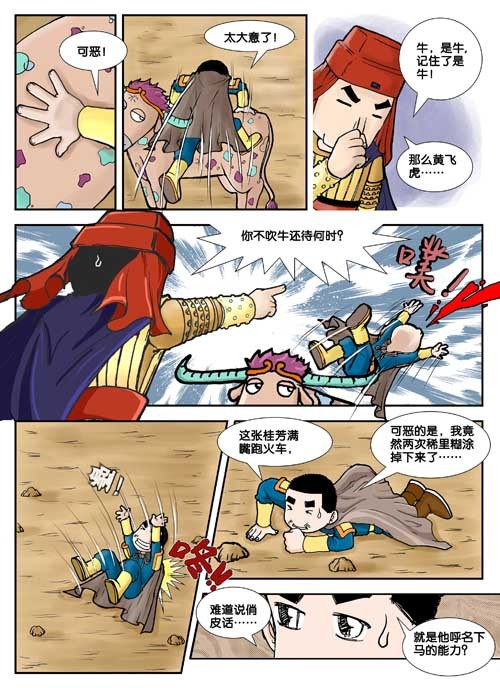 可恶！
太大意了！
牛，是牛，
记住了是
牛！
那么黄飞
虎……
你不吹牛还待何时？
噗！
这张桂芳满
嘴跑火车，
可恶的是，我竟
然两次稀里糊涂
掉下来了……
难道说俏
皮话……
就是他呼名下
马的能力？